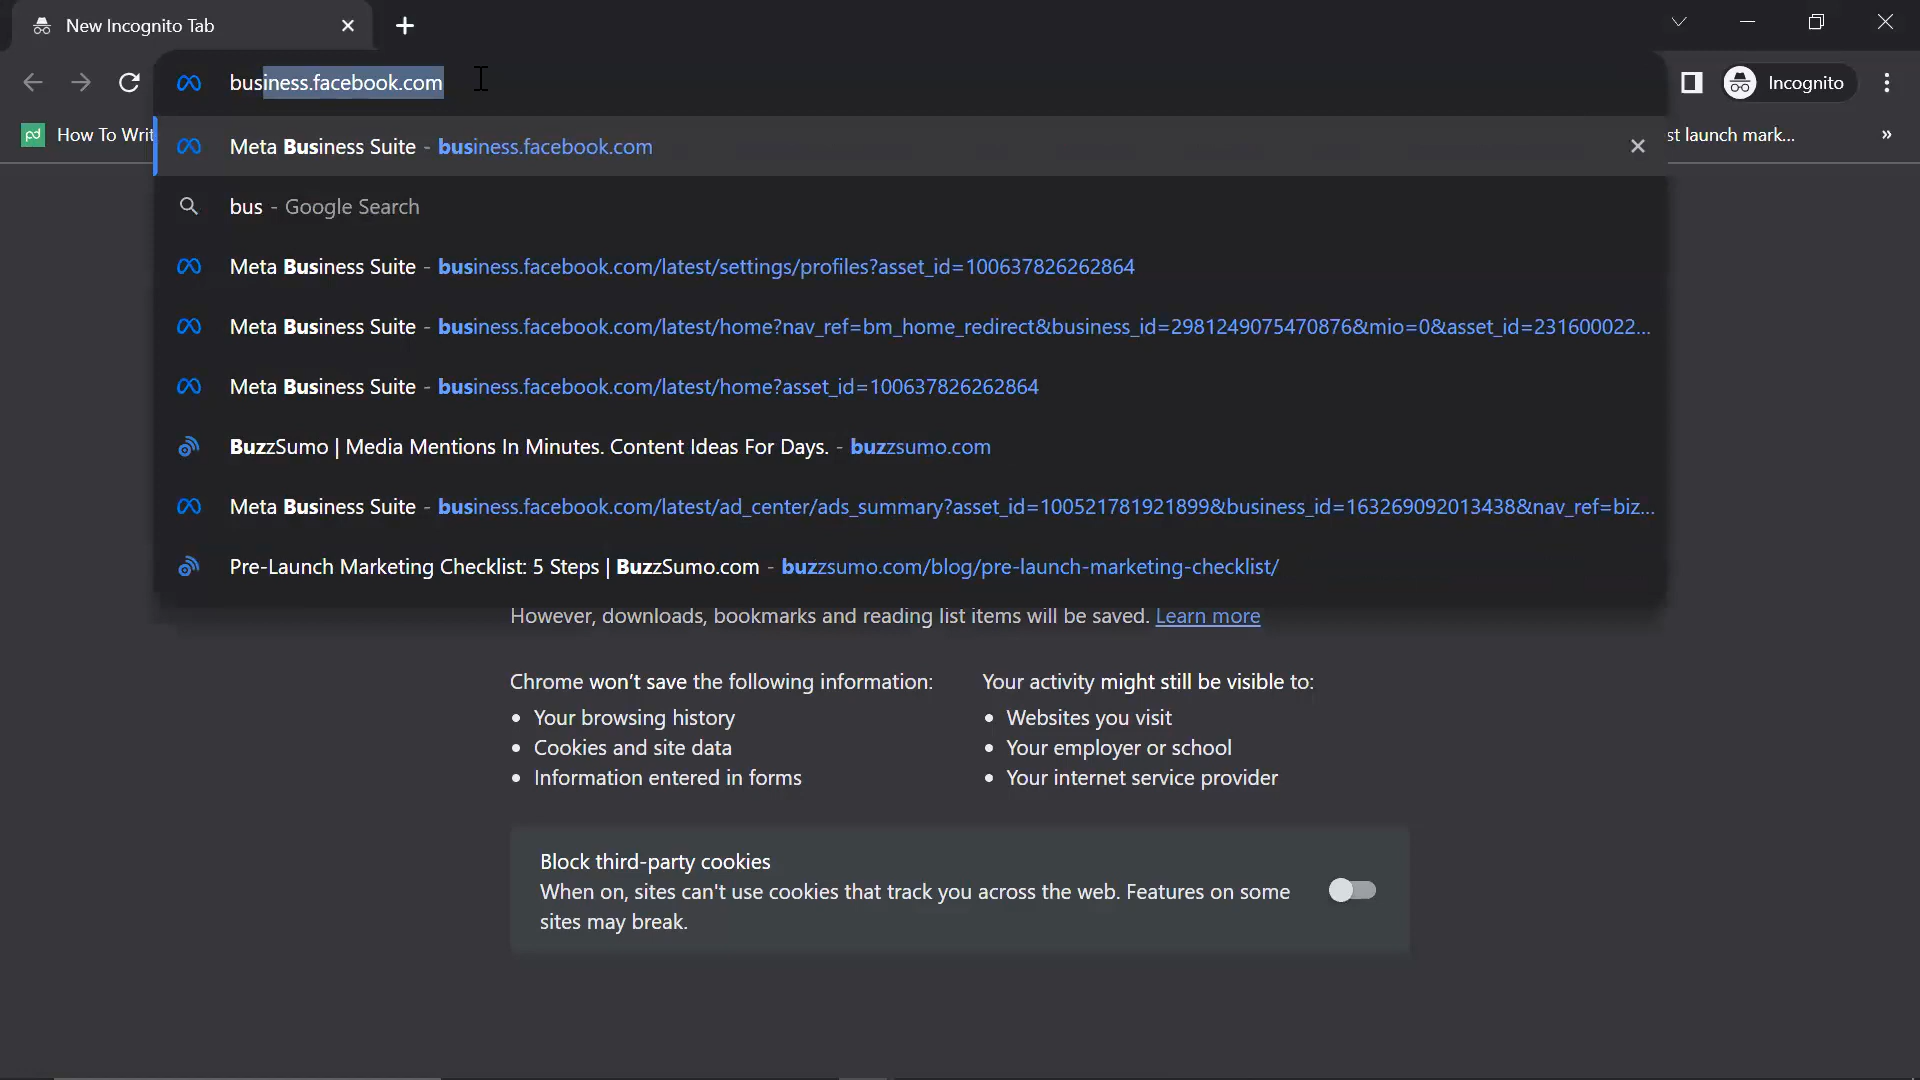 New Incognito Tab
business.facebook.com
Incognito
How To Writ
st launch mark...
»
Meta Business Suite - business.facebook.com
bus - Google Search
Meta Business Suite - business.facebook.com/latest/settings/profiles?asset_id=100637826262864
Meta Business Suite - business.facebook.com/latest/home?nav_ref=bm_home_redirect&business_id=2981249075470876&mio=0&asset_id=231600022...
Meta Business Suite - business.facebook.com/latest/home?asset_id=100637826262864
BuzzSumo | Media Mentions In Minutes. Content Ideas For Days. - buzzsumo.com
Meta Business Suite - business.facebook.com/latest/ad_center/ads_summary?asset_id=100521781921899&business_id=1632690920134388&nav_ref=biz...
Pre-Launch Marketing Checklist: 5 Steps | BuzzSumo.com - buzzsumo.com/blog/pre-launch-marketing-checklist/
However, downloads, bookmarks and reading list items will be saved. Learn more
Chrome won't save the following information:
• Your browsing history
• Cookies and site data
• Information entered in forms
Your activity might still be visible to:
• Websites you visit
• Your employer or school
• Your internet service provider
Block third-party cookies
When on, sites can't use cookies that track you across the web. Features on some
sites may break.